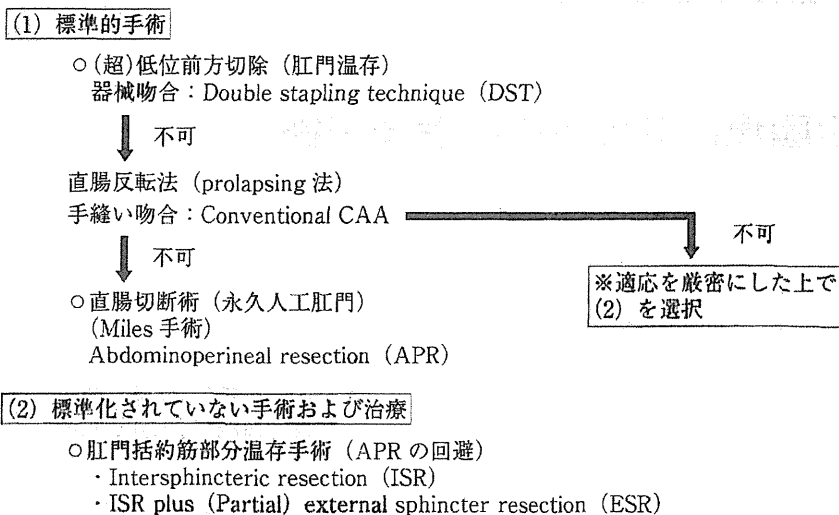 (1) 標準的手術
○(超)低位前方切除(肛門温存)
器械吻合：Double stapling technique (DST)
不可
直腸反転法 (prolapsing 法)
手縫い吻合：Conventional CAA
不可
不可
※適応を厳密にした上で
(2) を選択
○直腸切断術(永久人工肛門)
(Miles 手術)
Abdominoperineal resection (APR)
(2) 標準化されていない手術および治療
○肛門括約筋部分温存手術 (APR の回避)
・Intersphincteric resection (ISR)
・ISR plus (Partial) external sphincter resection (ESR)